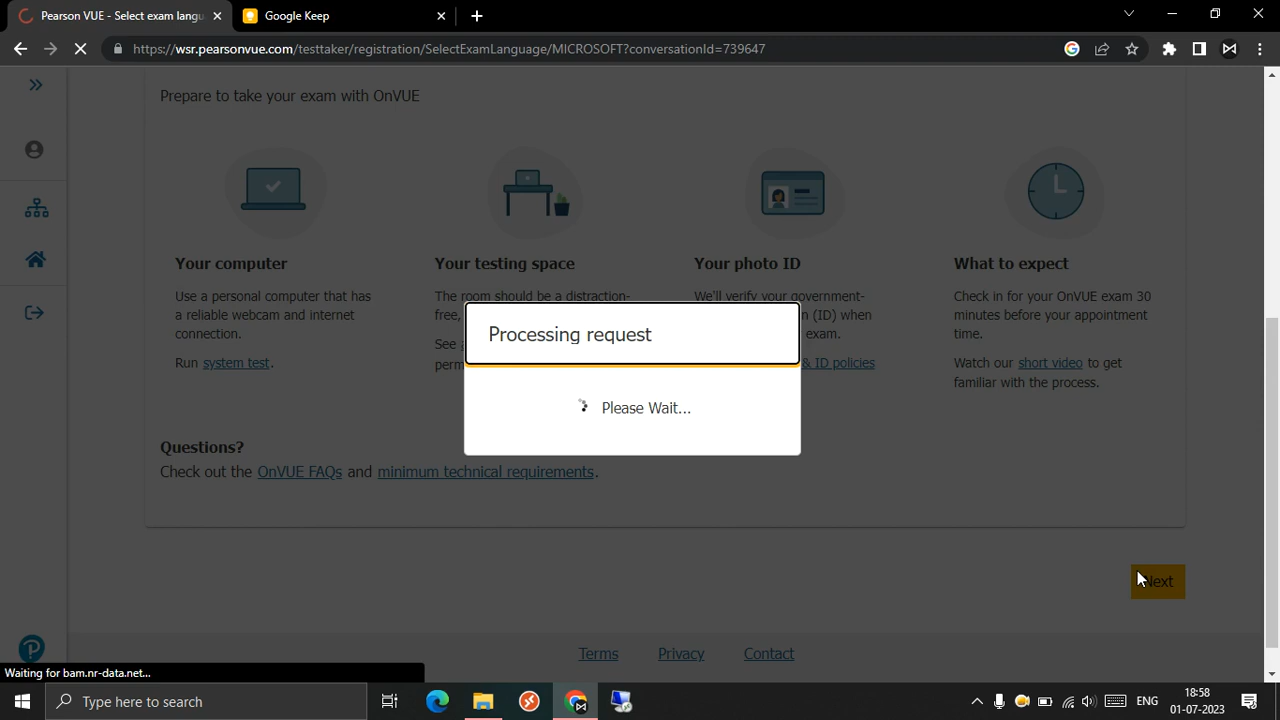 Pearson VUE - Select exam langu
Google Keep
https://wsr.pearsonvue.com/testtaker/registration/SelectExamLanguage/MICROSOFT?conversationId=739647
Prepare to take your exam with OnVUE
Your computer
Use a personal computer that has
a reliable webcam and internet
connection.
Run system test.
Your testing space
The room should be a distraction-
free,
See
perm
Your photo ID
We'll verify your government-
(ID) when
exam.
& ID policies
What to expect
Check in for your OnVUE exam 30
minutes before your appointment
time.
Watch our short video to get
familiar with the process.
Processing request
Please Wait...
Questions?
Check out the OnVUE FAQs and minimum technical requirements.
Next
Terms Privacy Contact
Waiting for bam.nr-data.net...
Type here to search
ENG
18:58
01-07-2023